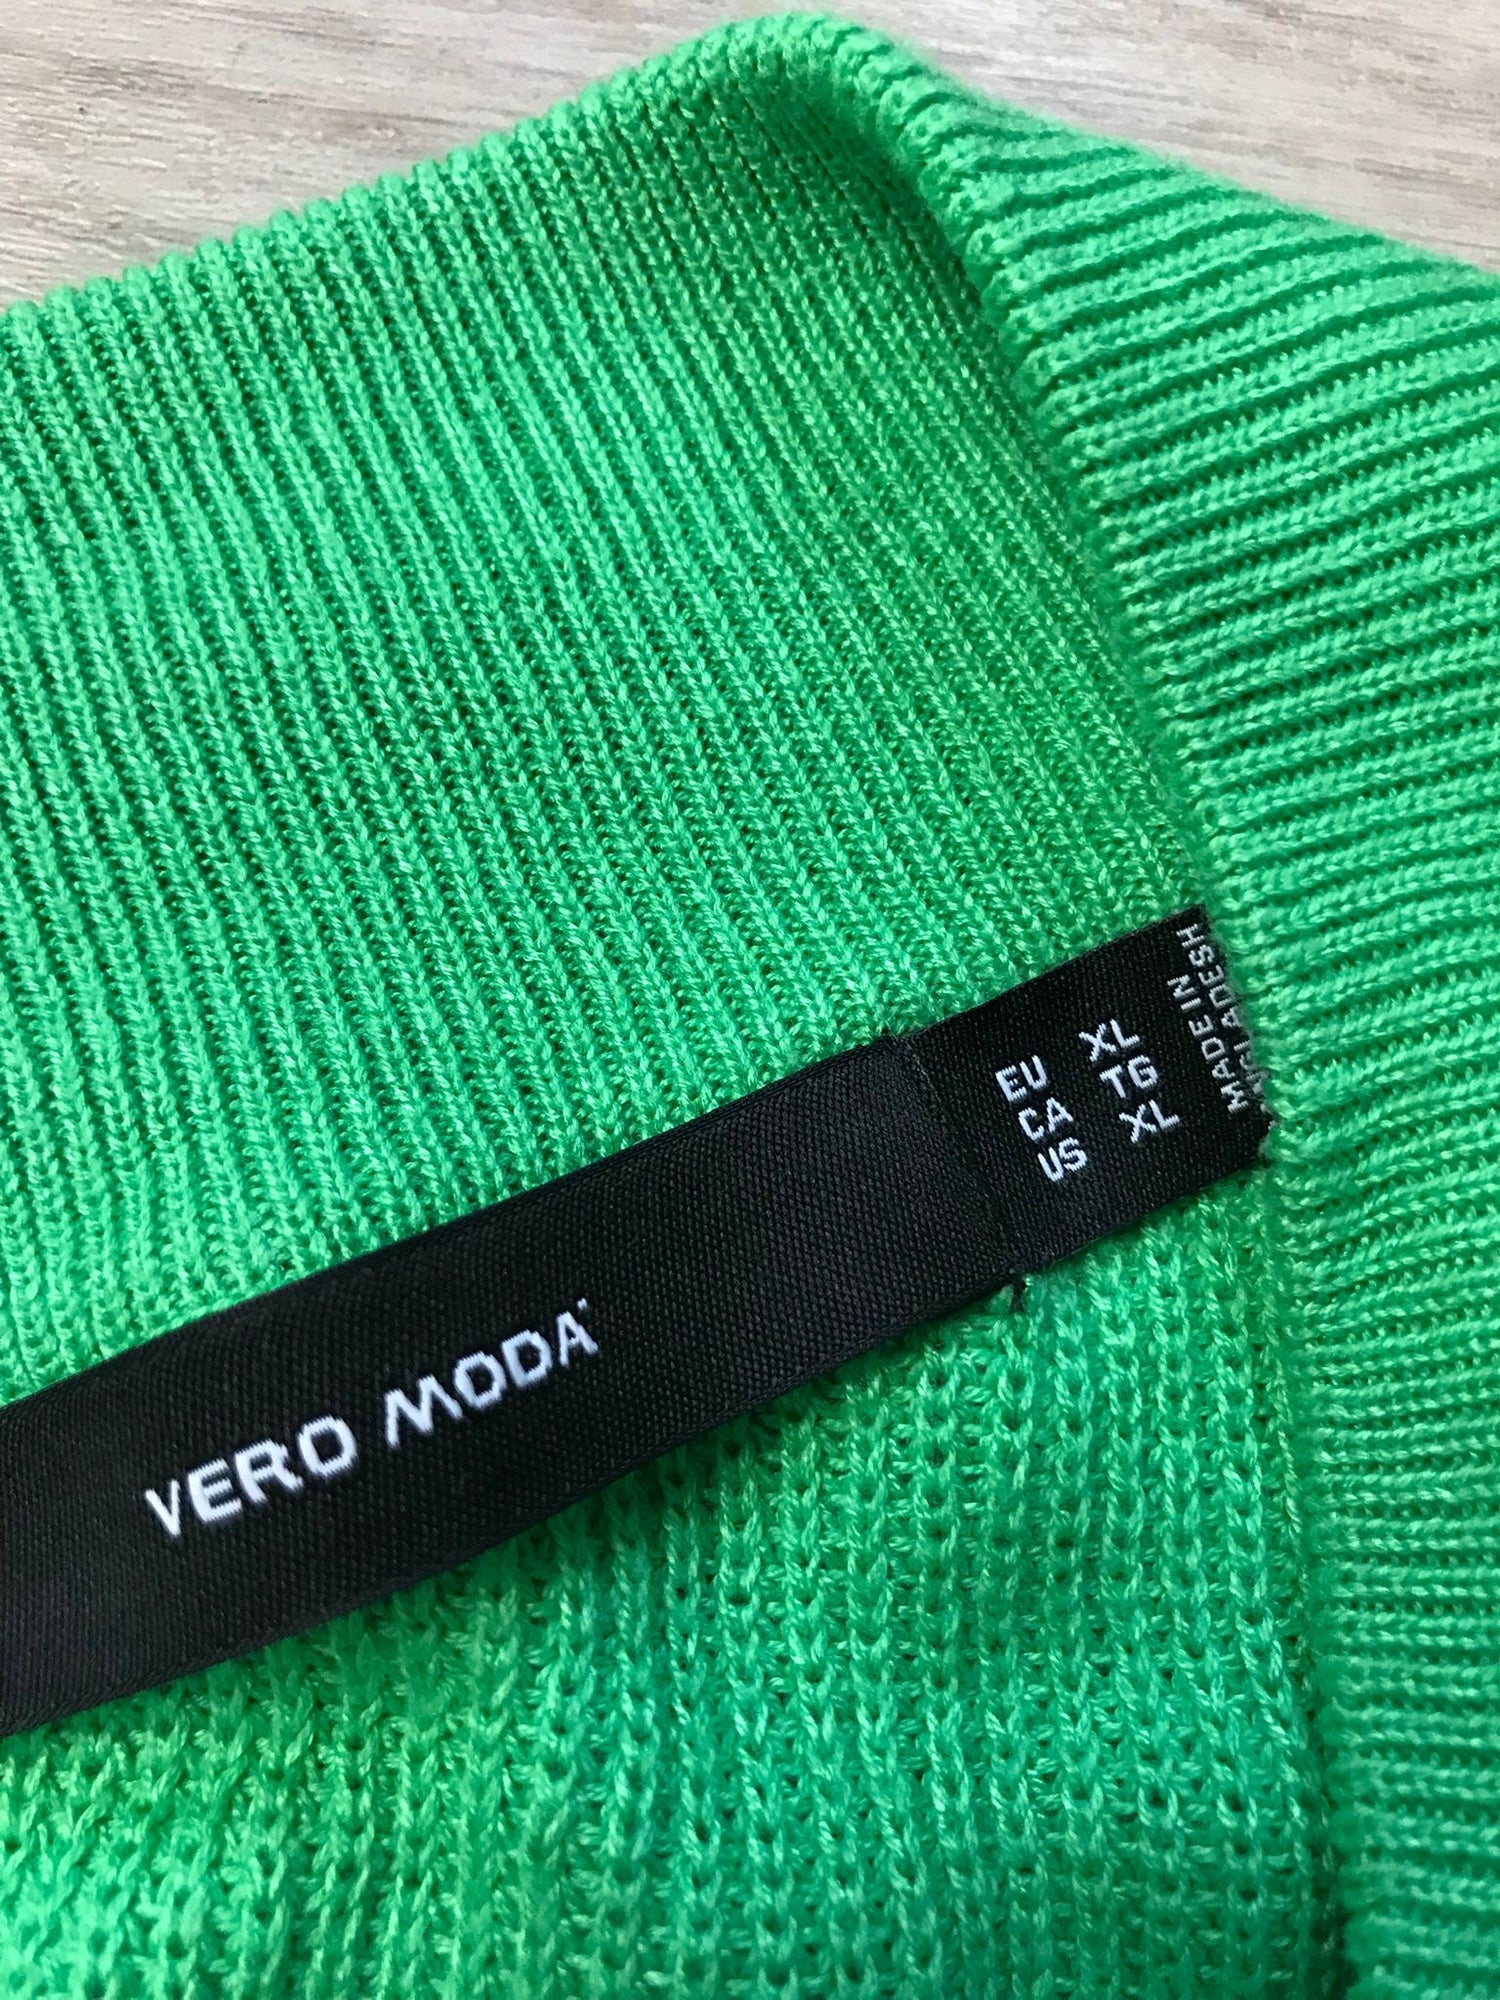 VERO MODA
EU XL
CA TG
US XL
MADE IN